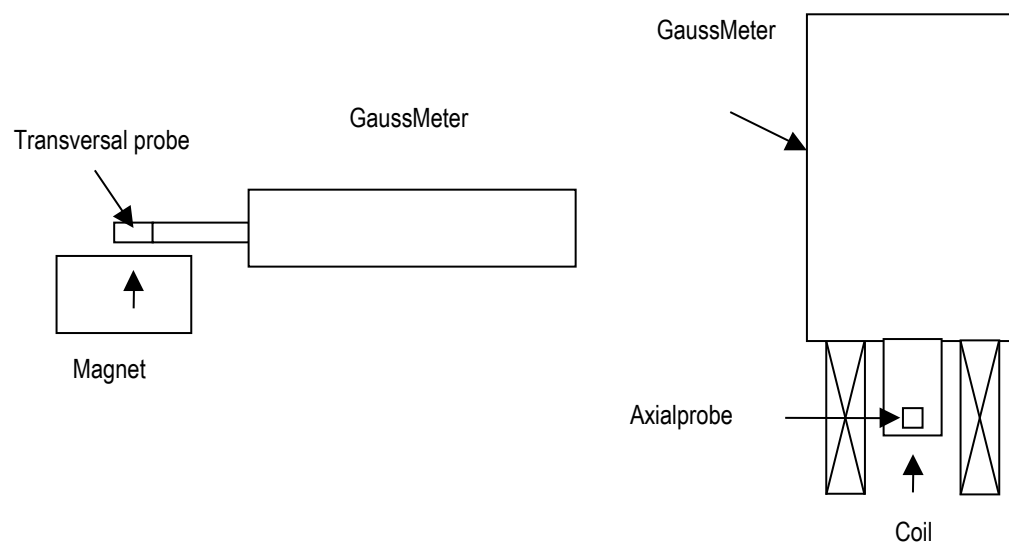 GaussMeter
Transversal probe
Magnet
GaussMeter
Axialprobe
Coil